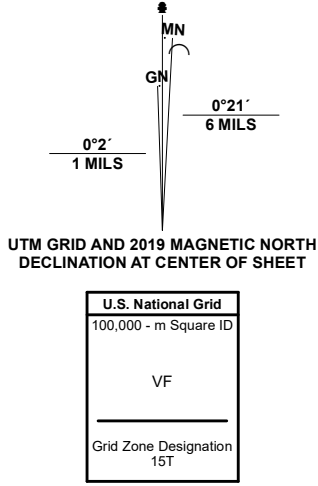 MN
GN
0°21´
6 MILS
0°2´
1 MILS
UTM GRID AND 2019 MAGNETIC NORTH
DECLINATION AT CENTER OF SHEET
U.S. National Grid
100,000 - m Square ID
VF
Grid Zone Designation
15T